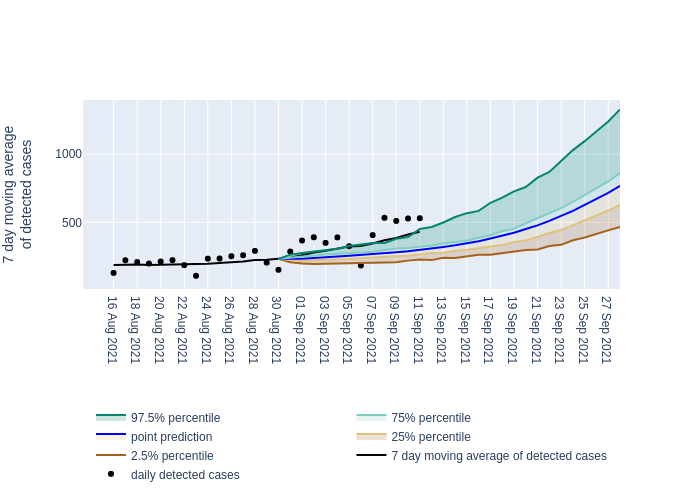 7 day moving average
of detected cases
1000
500
16 Aug 2021
18 Aug 2021
20 Aug 2021
22 Aug 2021
24 Aug 2021
26 Aug 2021
28 Aug 2021
30 Aug 2021
01 Sep 2021
03 Sep 2021
05 Sep 2021
07 Sep 2021
09 Sep 2021
11 Sep 2021
13 Sep 2021
15 Sep 2021
17 Sep 2021
19 Sep 2021
21 Sep 2021
23 Sep 2021
25 Sep 2021
27 Sep 2021
97.5% percentile
75% percentile
point prediction
25% percentile
2.5% percentile
7 day moving average of detected cases
daily detected cases